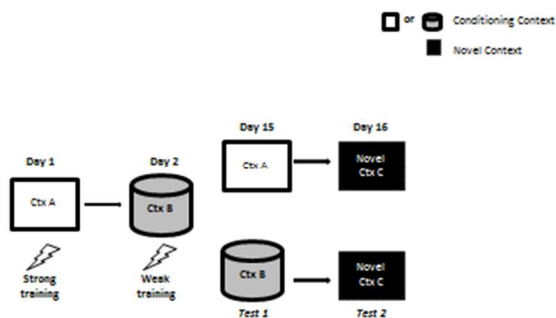 or Conditioning Context
Novel Context
Day 15 Day 16
Day 1 Day 2
Ctx A
Novel
Ctx C
Ctx A
Ctx B
Strong
training
Weak
training
Ctx B
Novel
Ctx C
Test 1 Test 2